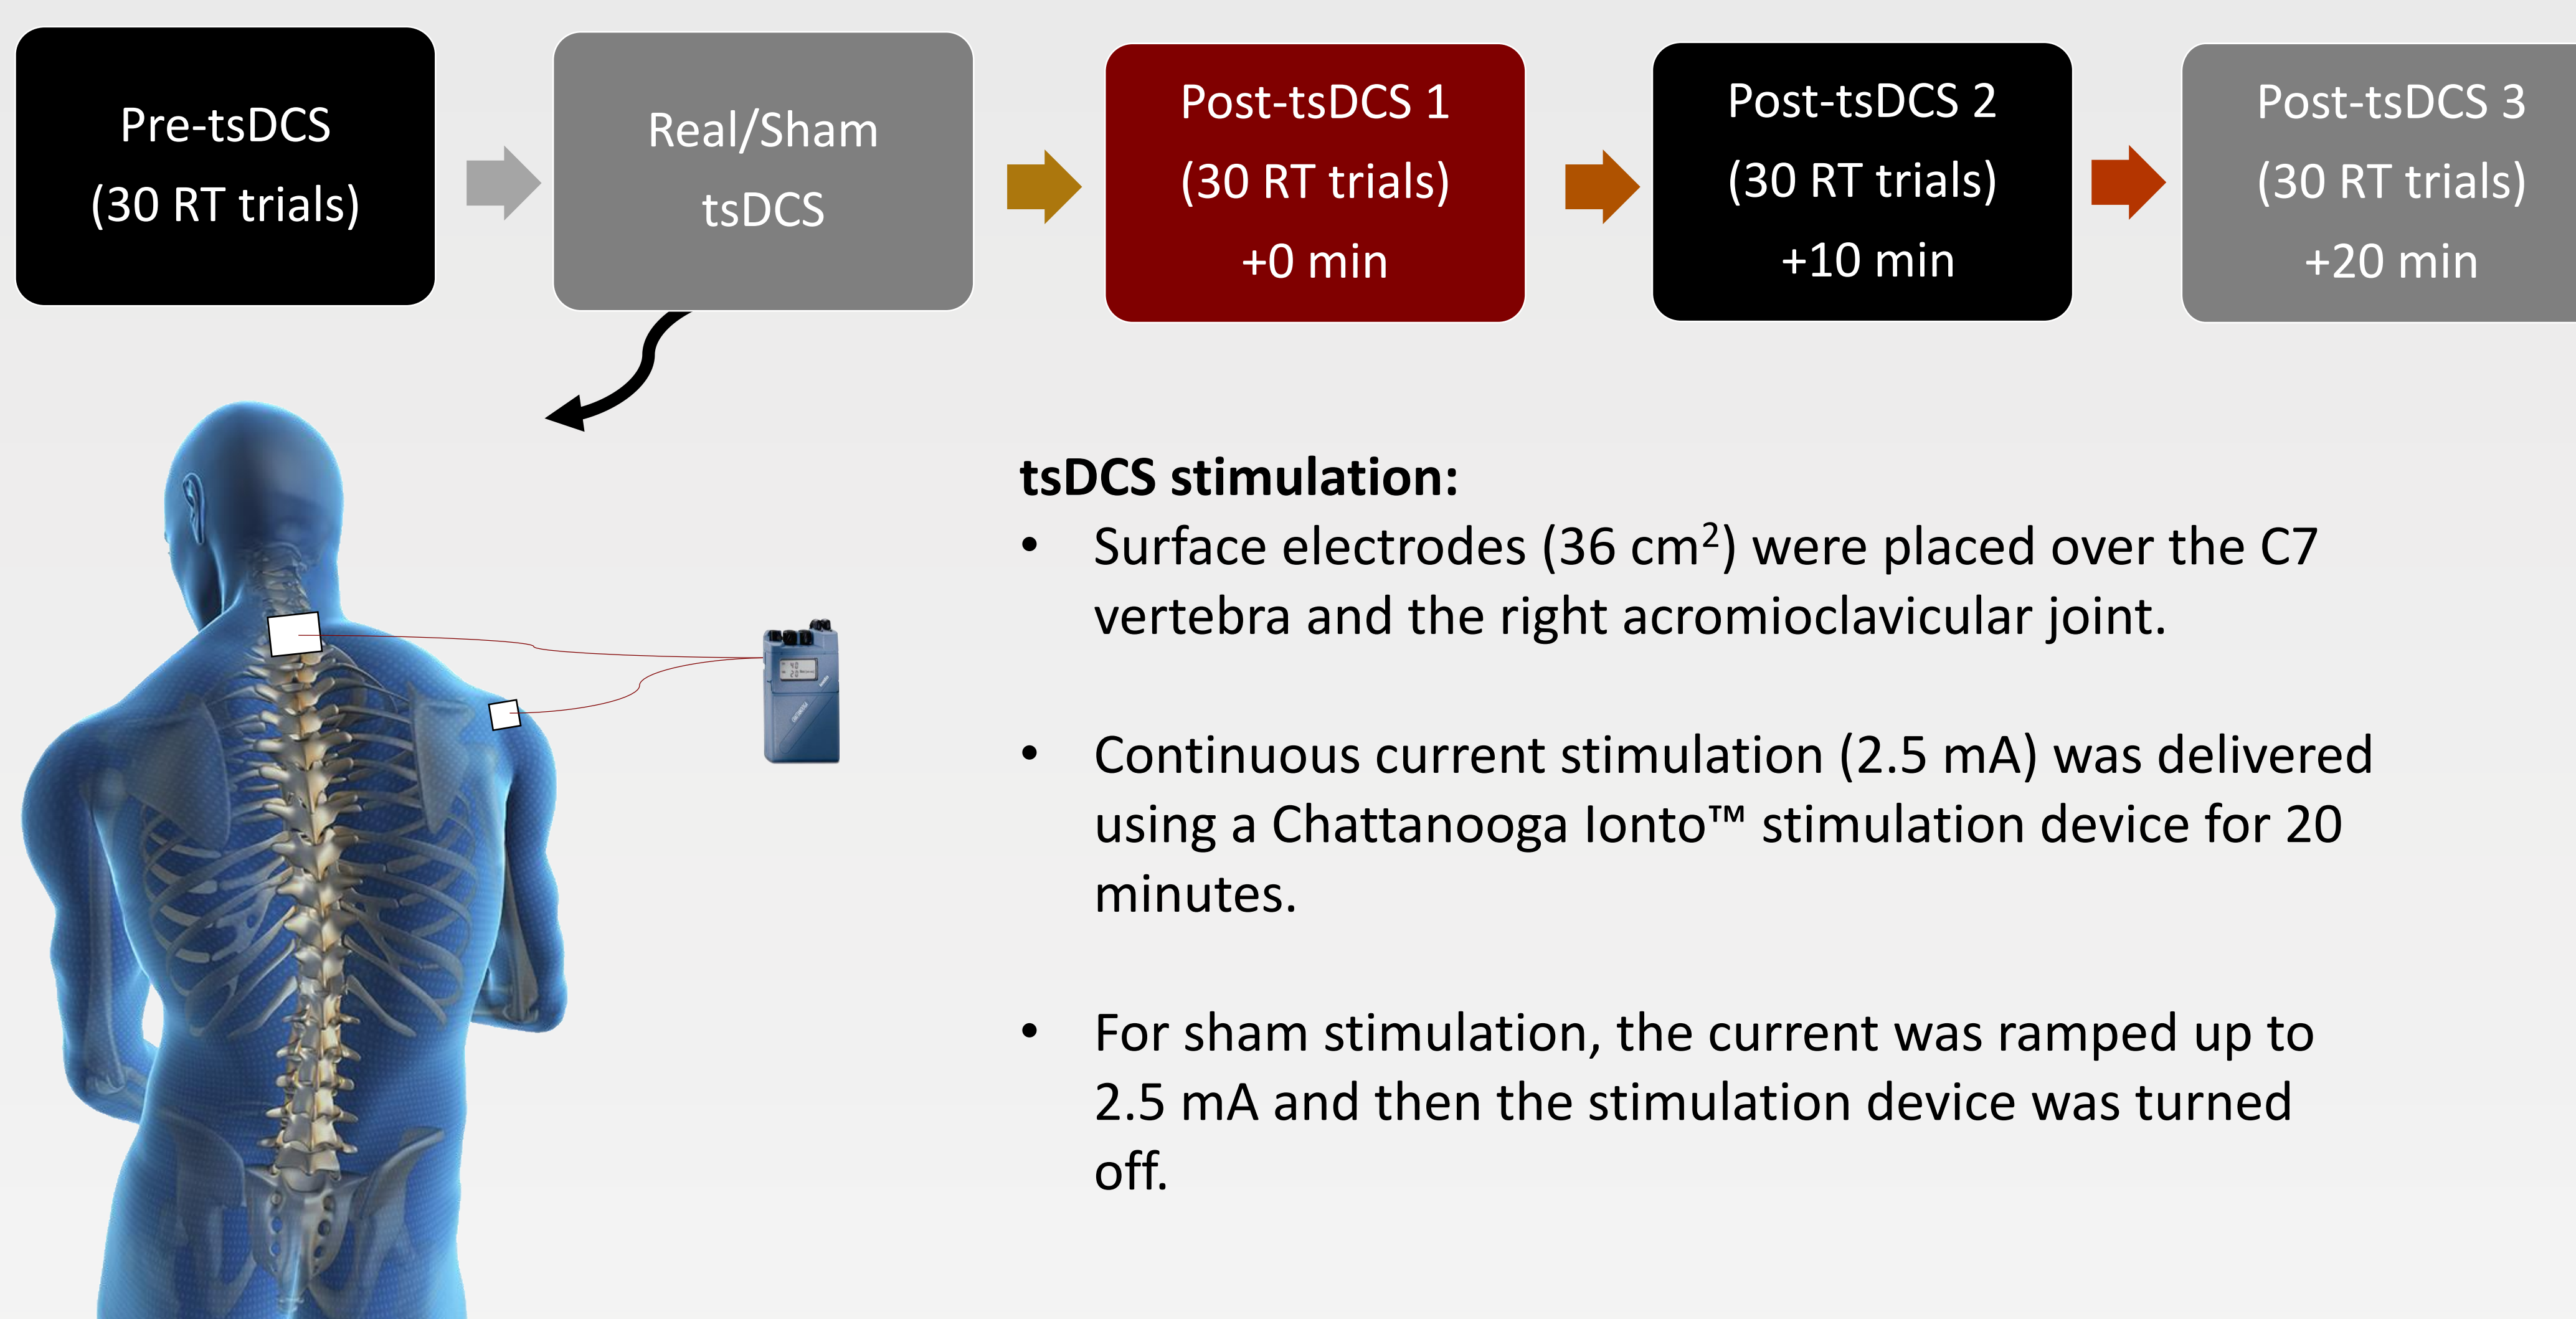 Pre-tsDCS
(30 RT trials)
Real/Sham
tsDCS
Post-tsDCS 1
(30 RT trials)
+0 min
Post-tsDCS 2
(30 RT trials)
+10 min
Post-tsDCS 3
(30 RT trials)
+20 min
tsDCS stimulation:
• Surface electrodes (36 cm²) were placed over the C7
vertebra and the right acromioclavicular joint.
• Continuous current stimulation (2.5 mA) was delivered
using a Chattanooga Ionto™ stimulation device for 20
minutes.
• For sham stimulation, the current was ramped up to
2.5 mA and then the stimulation device was turned
off.